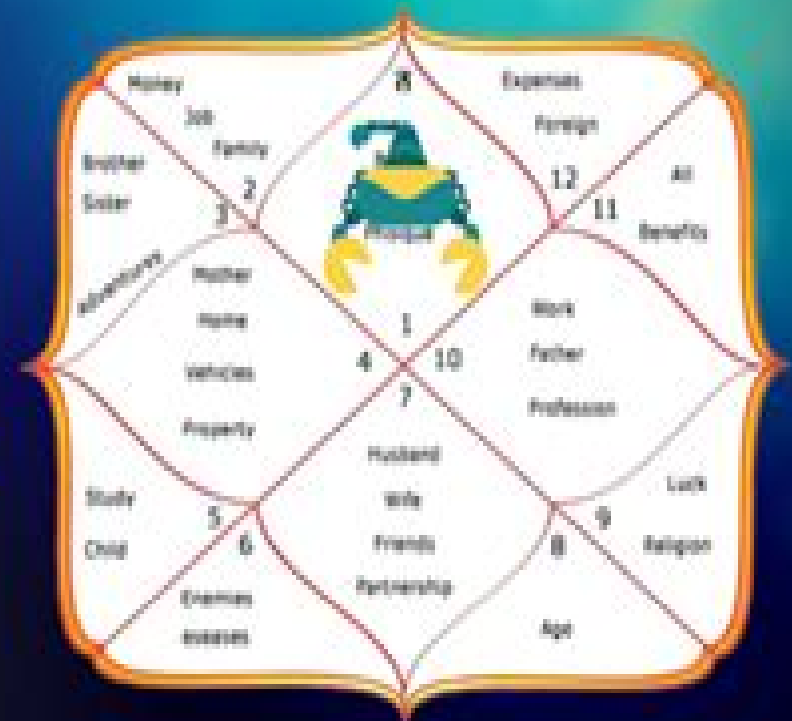 Money
Job
Family
2
Brother
Sister
3
Adventures
Physique
1
Expenses
Foreign
12
11
All
Benefits
Mother
Home
Vehicles
Property
4
10
Work
Father
Profession
7
Husband
Wife
Friends
Partnership
Study
Child
5
6
Enemies
8
Age
9
Luck
Religion